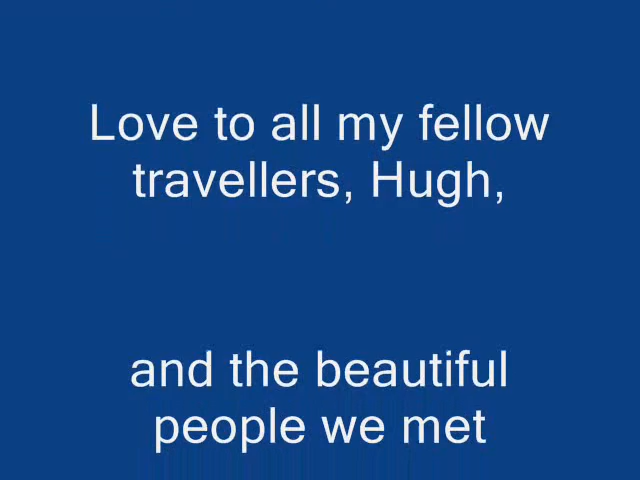 Love to all my fellow
travellers, Hugh,
and the beautiful
people we met